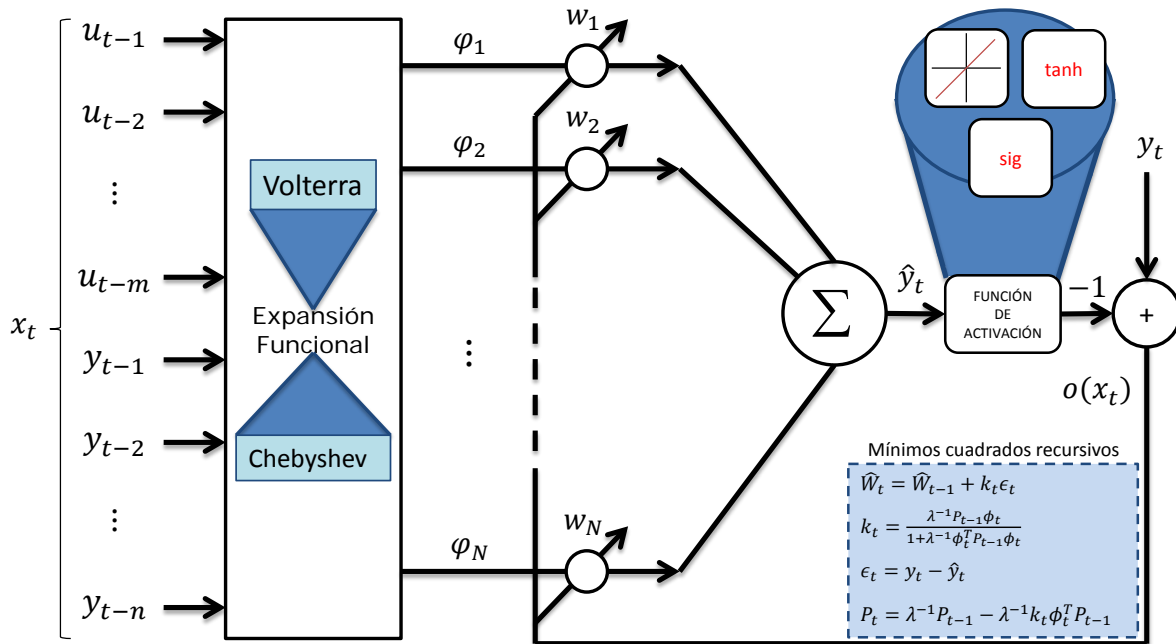 x_t
u_{t-1}
u_{t-2}
⋮
u_{t-m}
y_{t-1}
y_{t-2}
⋮
y_{t-n}
Volterra
Expansión
Funcional
Chebyshev
φ_1
φ_2
⋮
φ_N
w_1
w_2
w_N
Σ
ŷ_t
tanh
sig
FUNCIÓN
DE
ACTIVACIÓN
−1
y_t
+
o(x_t)
Mínimos cuadrados recursivos
Ŵ_t = Ŵ_{t-1} + k_t ϵ_t
k_t = \frac{λ^{-1} P_{t-1} ϕ_t}{1+λ^{-1} ϕ_t^T P_{t-1} ϕ_t}
ϵ_t = y_t − ŷ_t
P_t = λ^{-1} P_{t-1} − λ^{-1} k_t ϕ_t^T P_{t-1}